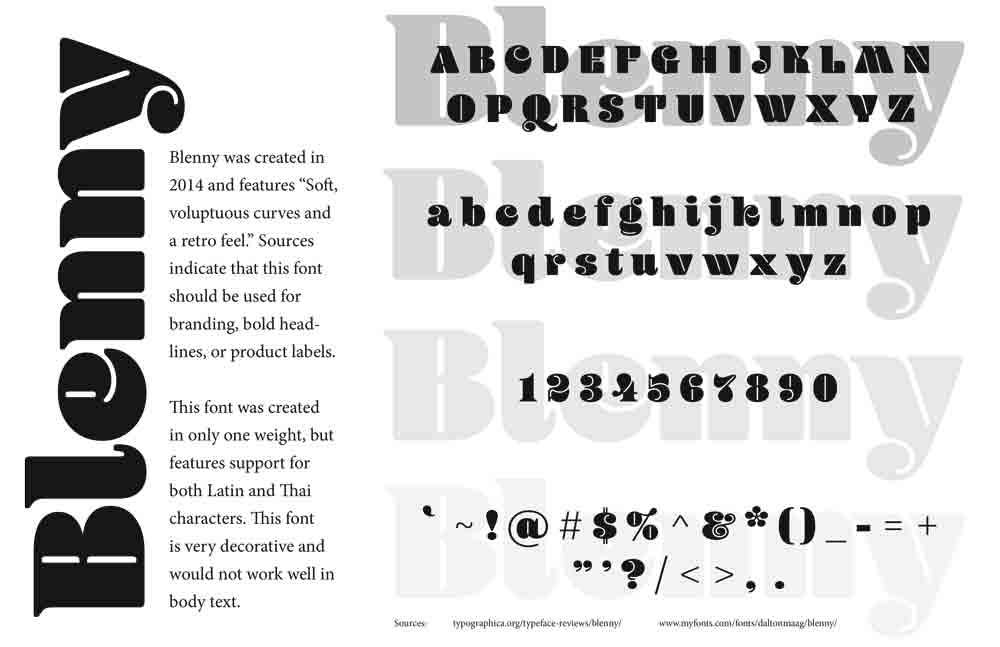 Blenny
Blenny was created in
2014 and features “Soft,
voluptuous curves and
a retro feel.” Sources
indicate that this font
should be used for
branding, bold head-
lines, or product labels.
This font was created
in only one weight, but
features support for
both Latin and Thai
characters. This font
is very decorative and
would not work well in
body text.
Blenny
A B C D E F G H I J K L M N
O P Q R S T U V W X Y Z
Blenny
a b c d e f g h i j k l m n o p
q r s t u v w x y z
Blenny
1 2 3 4 5 6 7 8 9 0
Blenny
‘ ~ ! @ # $ % ^ & * ( ) _ - = +
” ’ ? / < > , .
Sources: typographica.org/typeface-reviews/blenny/ www.myfonts.com/fonts/daltonmaag/blenny/